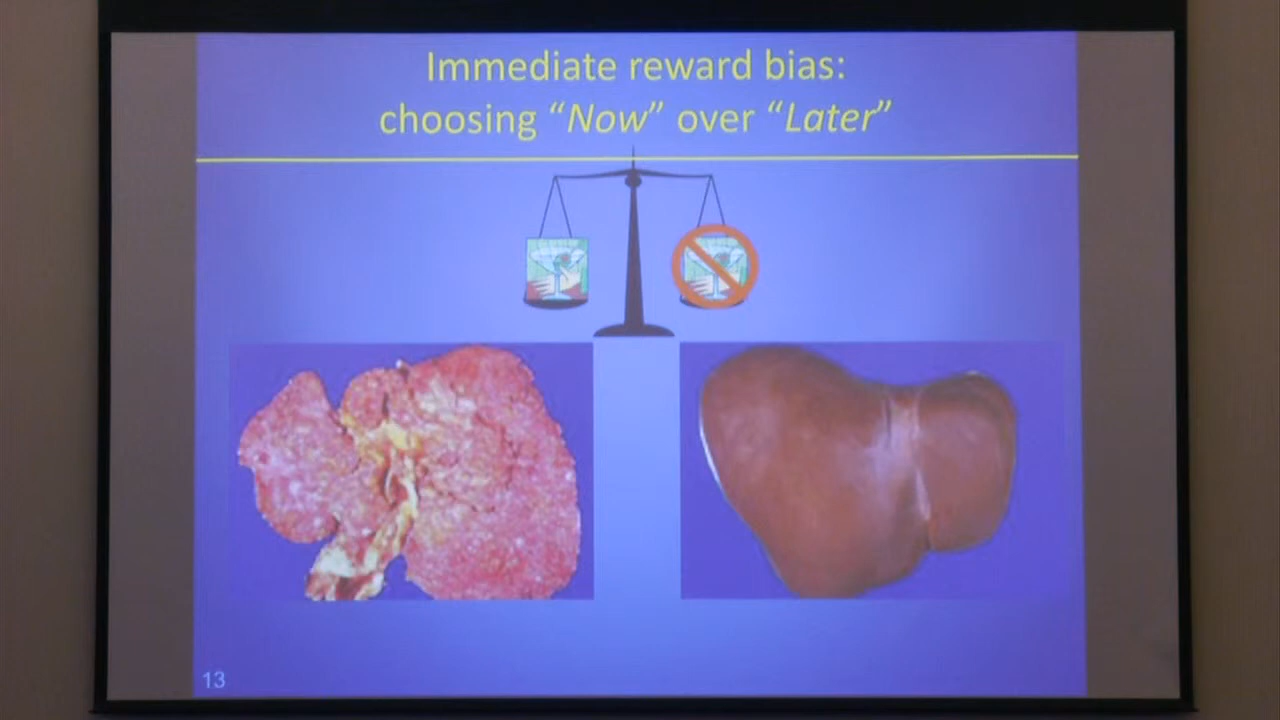 Immediate reward bias:
choosing “Now” over “Later”
13